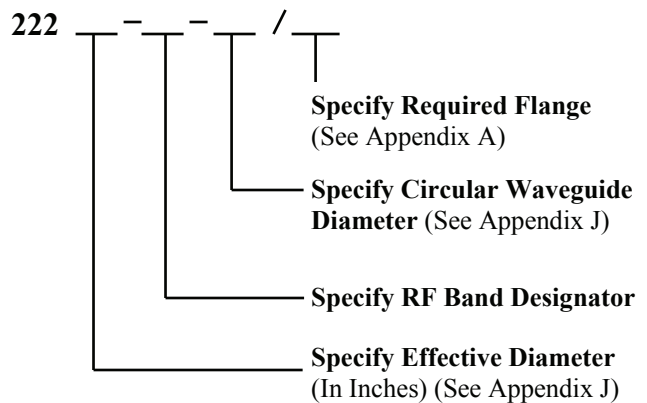 222 __ – __ – __ / __
Specify Required Flange
(See Appendix A)
Specify Circular Waveguide
Diameter (See Appendix J)
Specify RF Band Designator
Specify Effective Diameter
(In Inches) (See Appendix J)